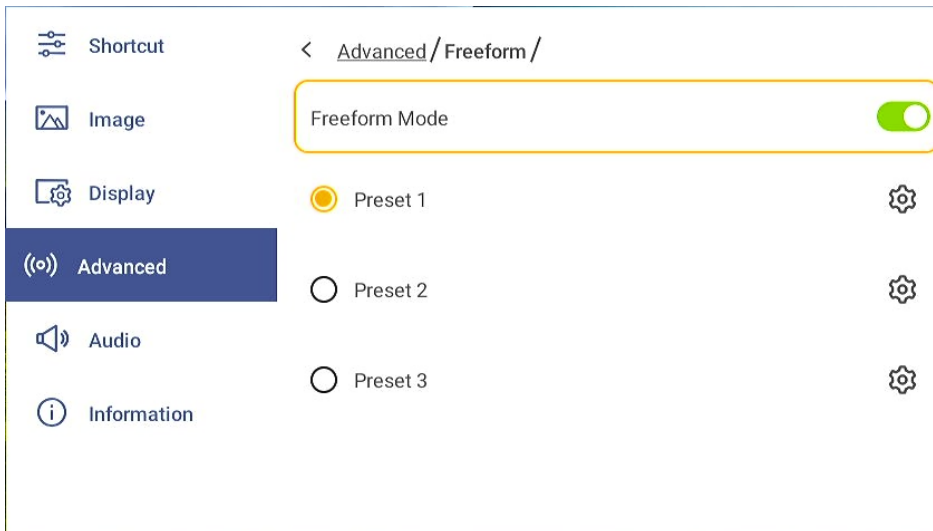 Shortcut
Image
Display
Advanced
Audio
Information
< Advanced / Freeform /
Freeform Mode
Preset 1
Preset 2
Preset 3